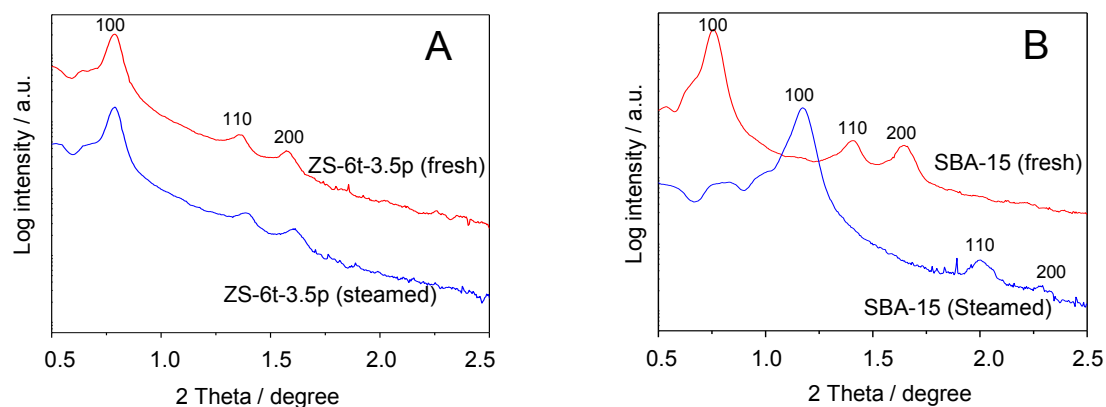 A
100
110
200
ZS-6t-3.5p (fresh)
ZS-6t-3.5p (steamed)
Log intensity / a.u.
0.5 1.0 1.5 2.0 2.5
2 Theta / degree
B
100
100
110
200
SBA-15 (fresh)
110
200
SBA-15 (Steamed)
Log intensity / a.u.
0.5 1.0 1.5 2.0 2.5
2 Theta / degree